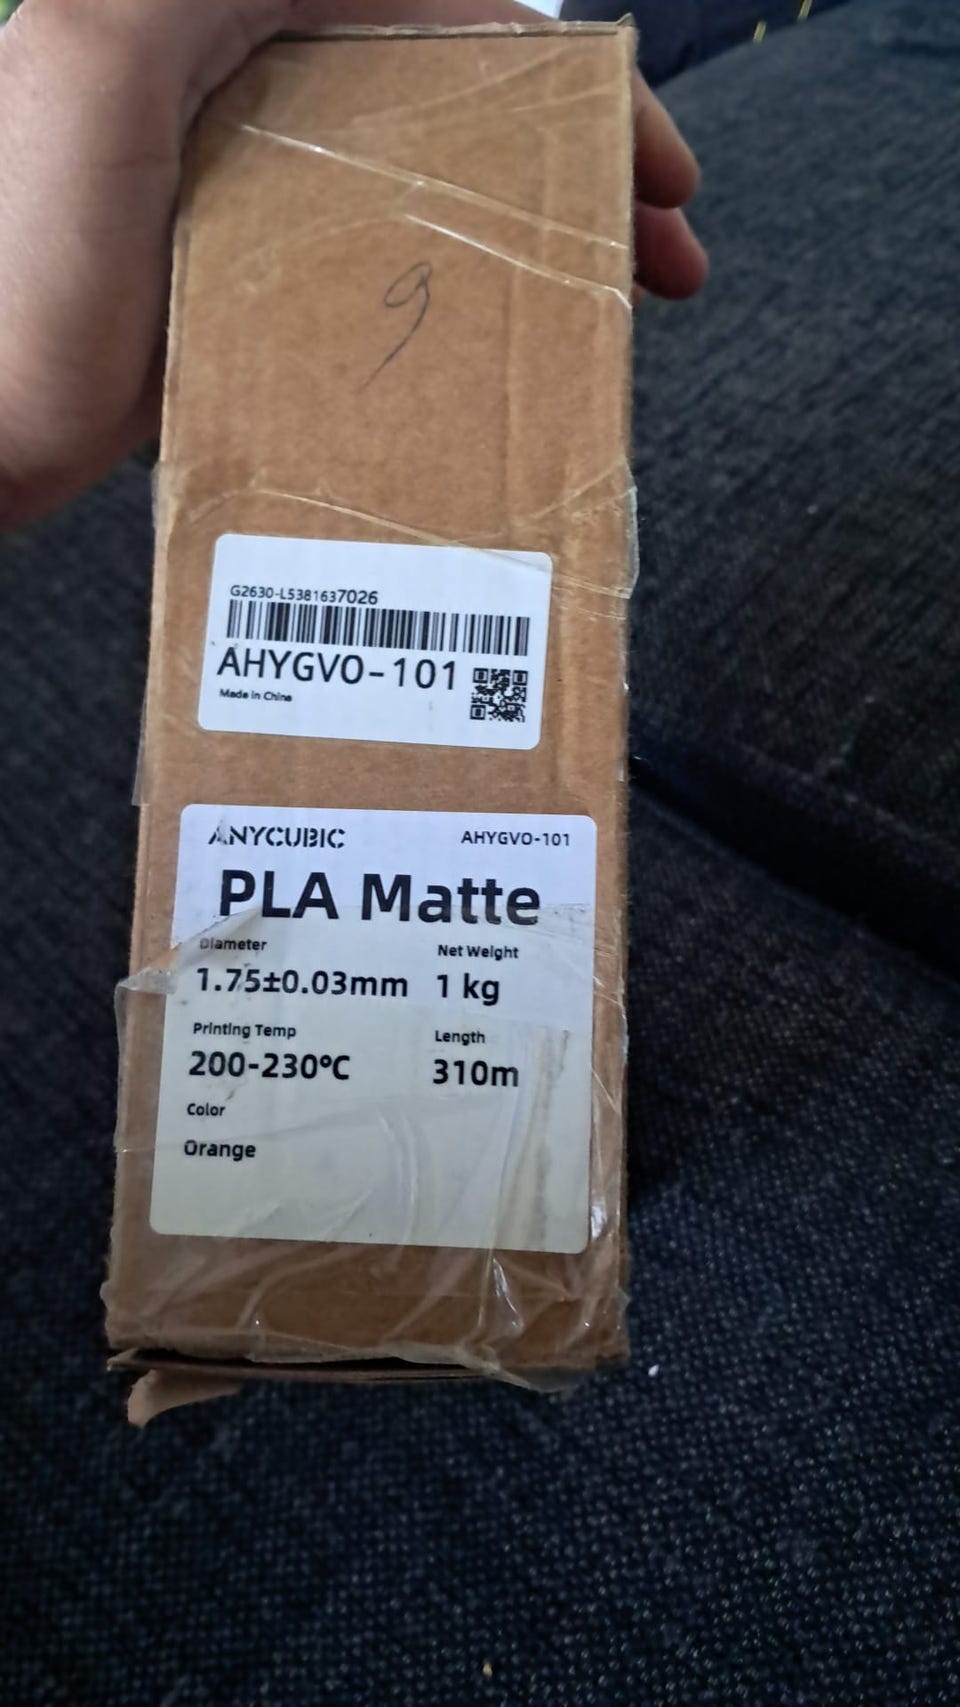 9
G2630-L5381637026
AHYGVO-101
Made in China
ANYCUBIC AHYGVO-101
PLA Matte
Diameter Net Weight
1.75±0.03mm 1 kg
Printing Temp Length
200-230℃ 310m
Color
Orange